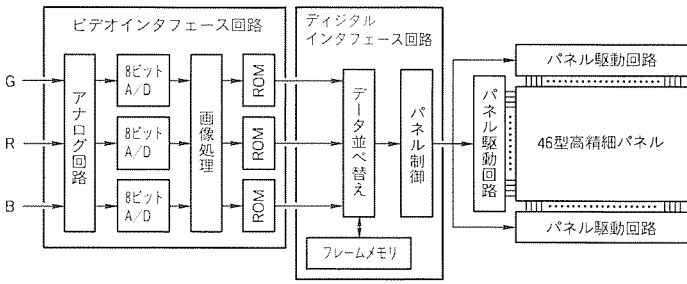 ビデオインタフェース回路
ディジタル
インタフェース回路
G
R
B
アナログ回路
8ビット
A/D
8ビット
A/D
8ビット
A/D
画像処理
ROM
ROM
ROM
データ並べ替え
フレームメモリ
パネル制御
パネル駆動回路
パネル駆動回路
46型高精細パネル
パネル駆動回路